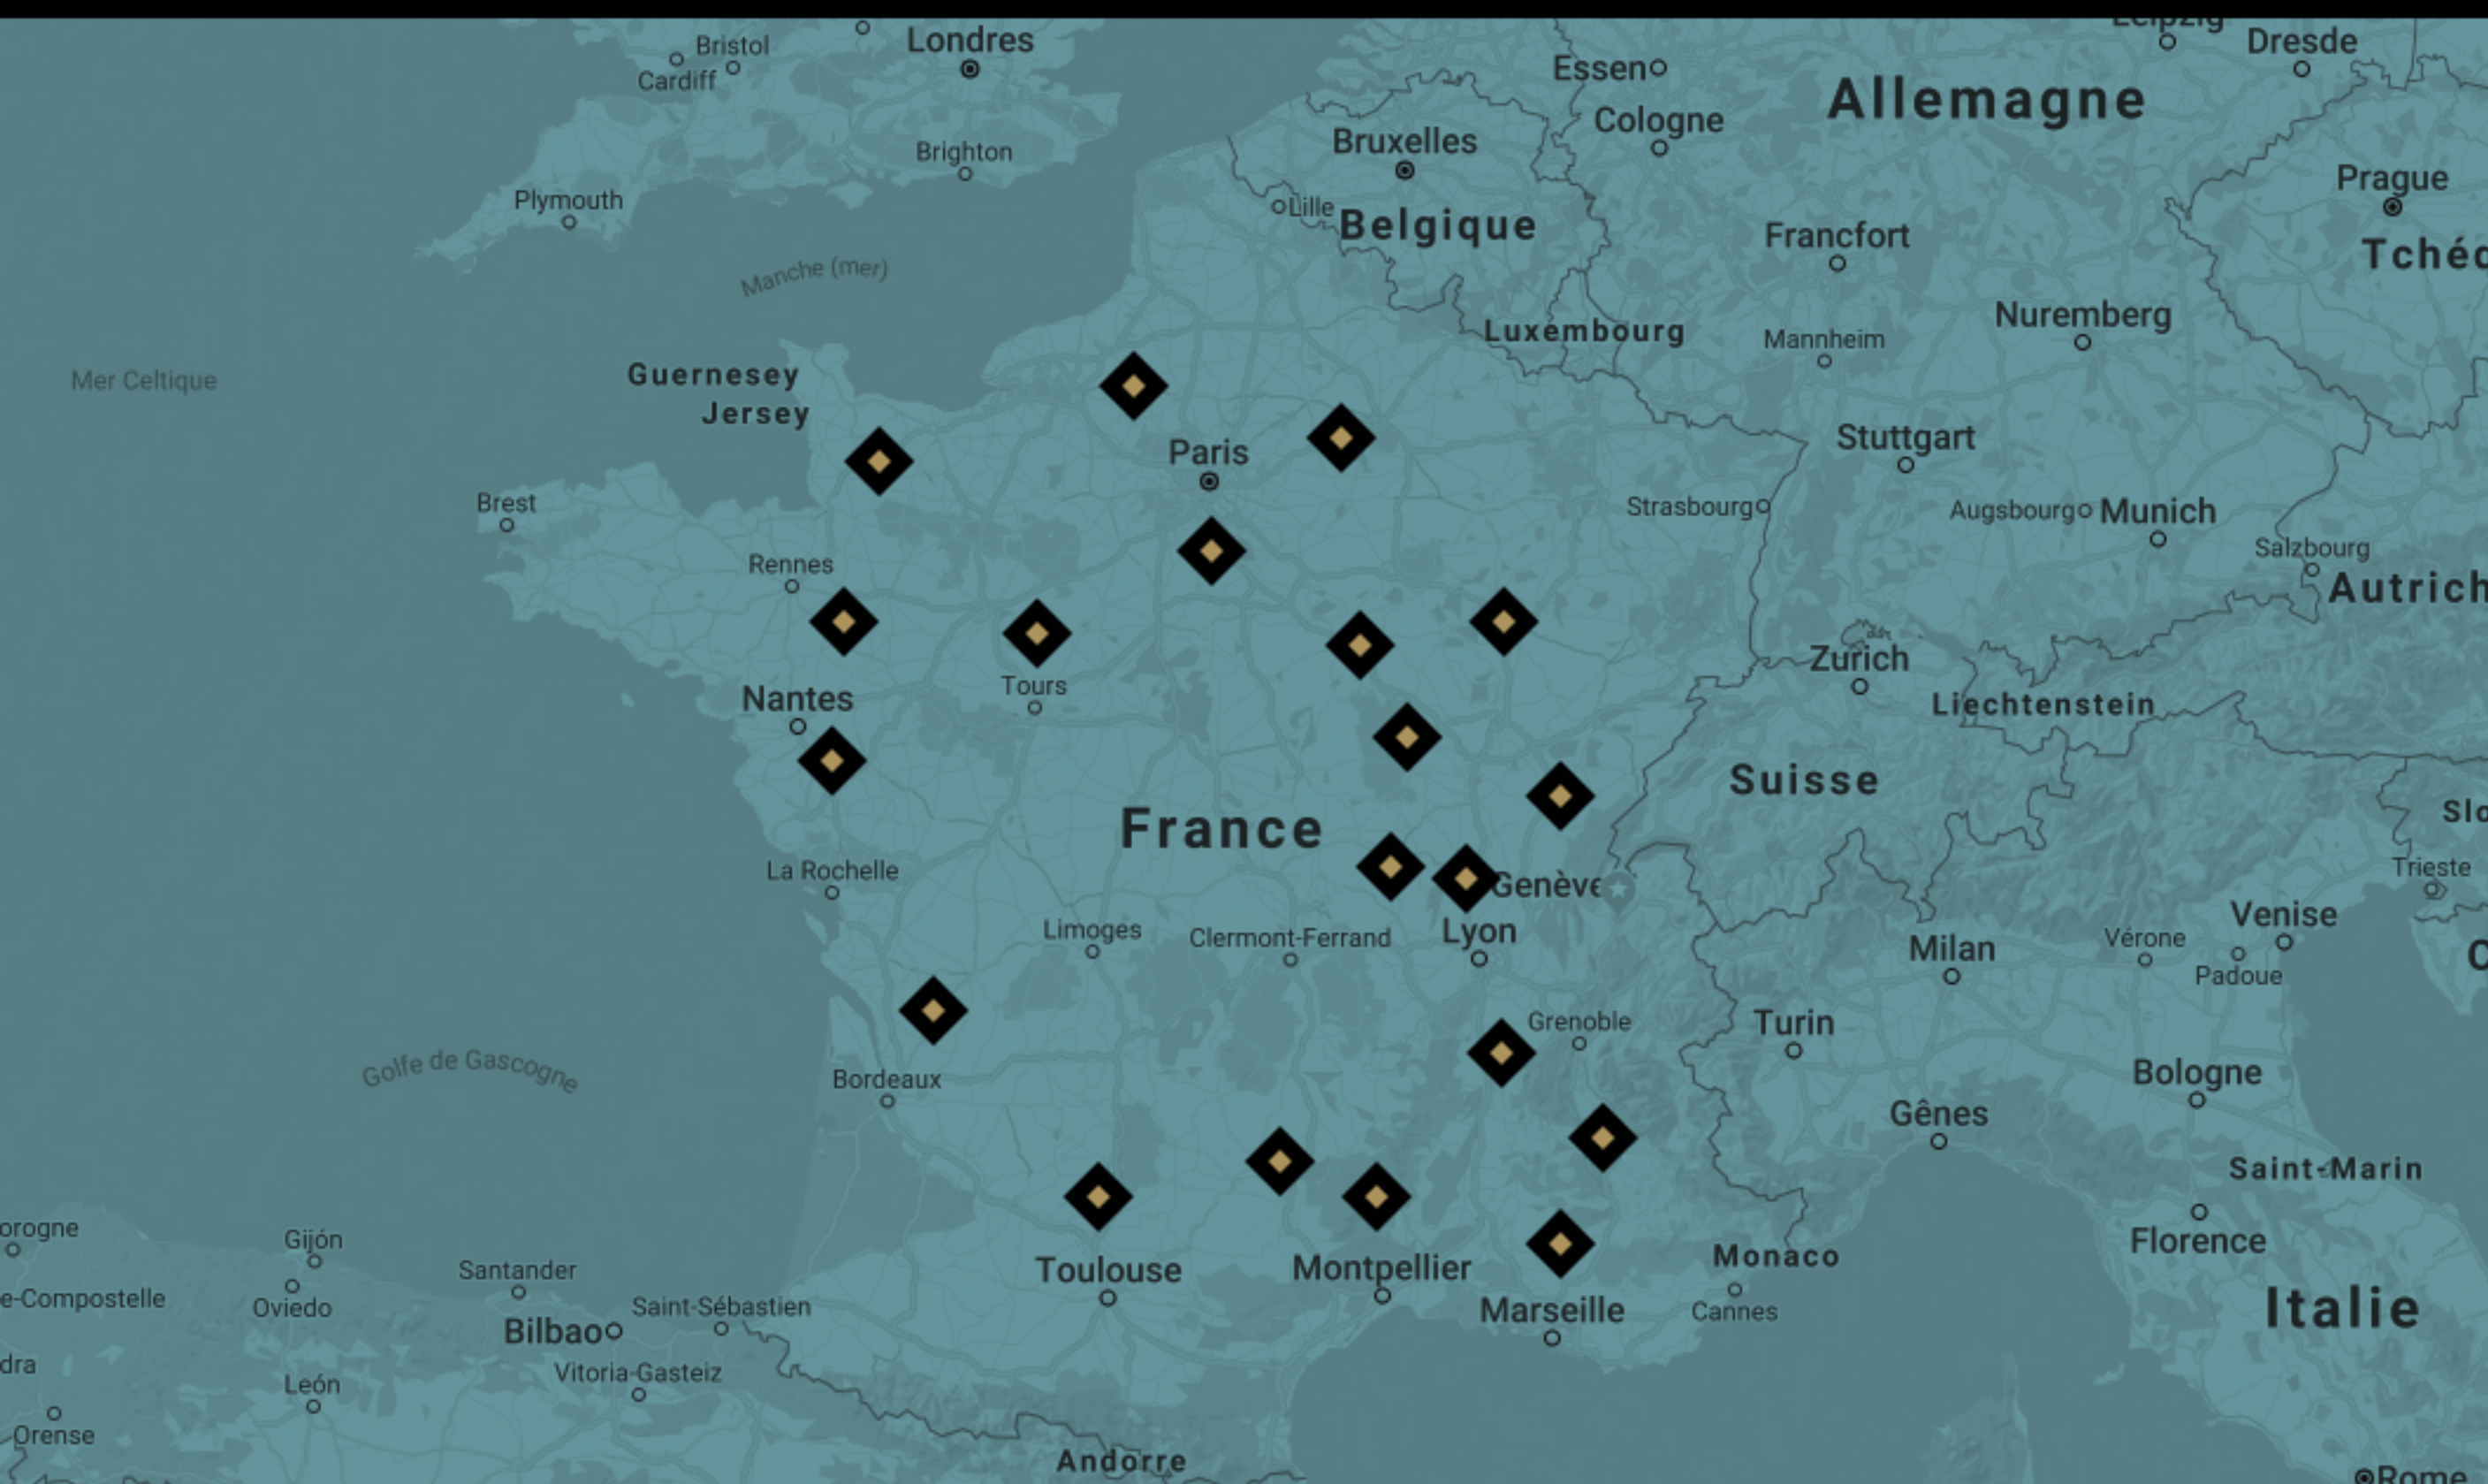 Leipzig
Londres
Bristol
Dresde
Essen
Cardiff
Allemagne
Cologne
Bruxelles
Brighton
Prague
Plymouth
Lille
Belgique
Francfort
Tchéc
Manche (mer)
Nuremberg
Luxembourg
Mannheim
Guernesey
Mer Celtique
Jersey
Stuttgart
Paris
Brest
Strasbourg
Augsbourg
Munich
Salzbourg
Rennes
Autrich
Zurich
Tours
Nantes
Liechtenstein
Suisse
Slo
France
La Rochelle
Trieste
Genève
Venise
Limoges
Clermont-Ferrand
Lyon
Vérone
Milan
Padoue
Grenoble
Turin
Golfe de Gascogne
Bordeaux
Bologne
Gênes
Saint-Marin
orogne
Gijón
Florence
Monaco
Santander
Toulouse
Montpellier
e-Compostelle
Oviedo
Saint-Sébastien
Marseille
Cannes
Italie
Bilbao
dra
Vitoria-Gasteiz
León
Orense
Andorre
Rome